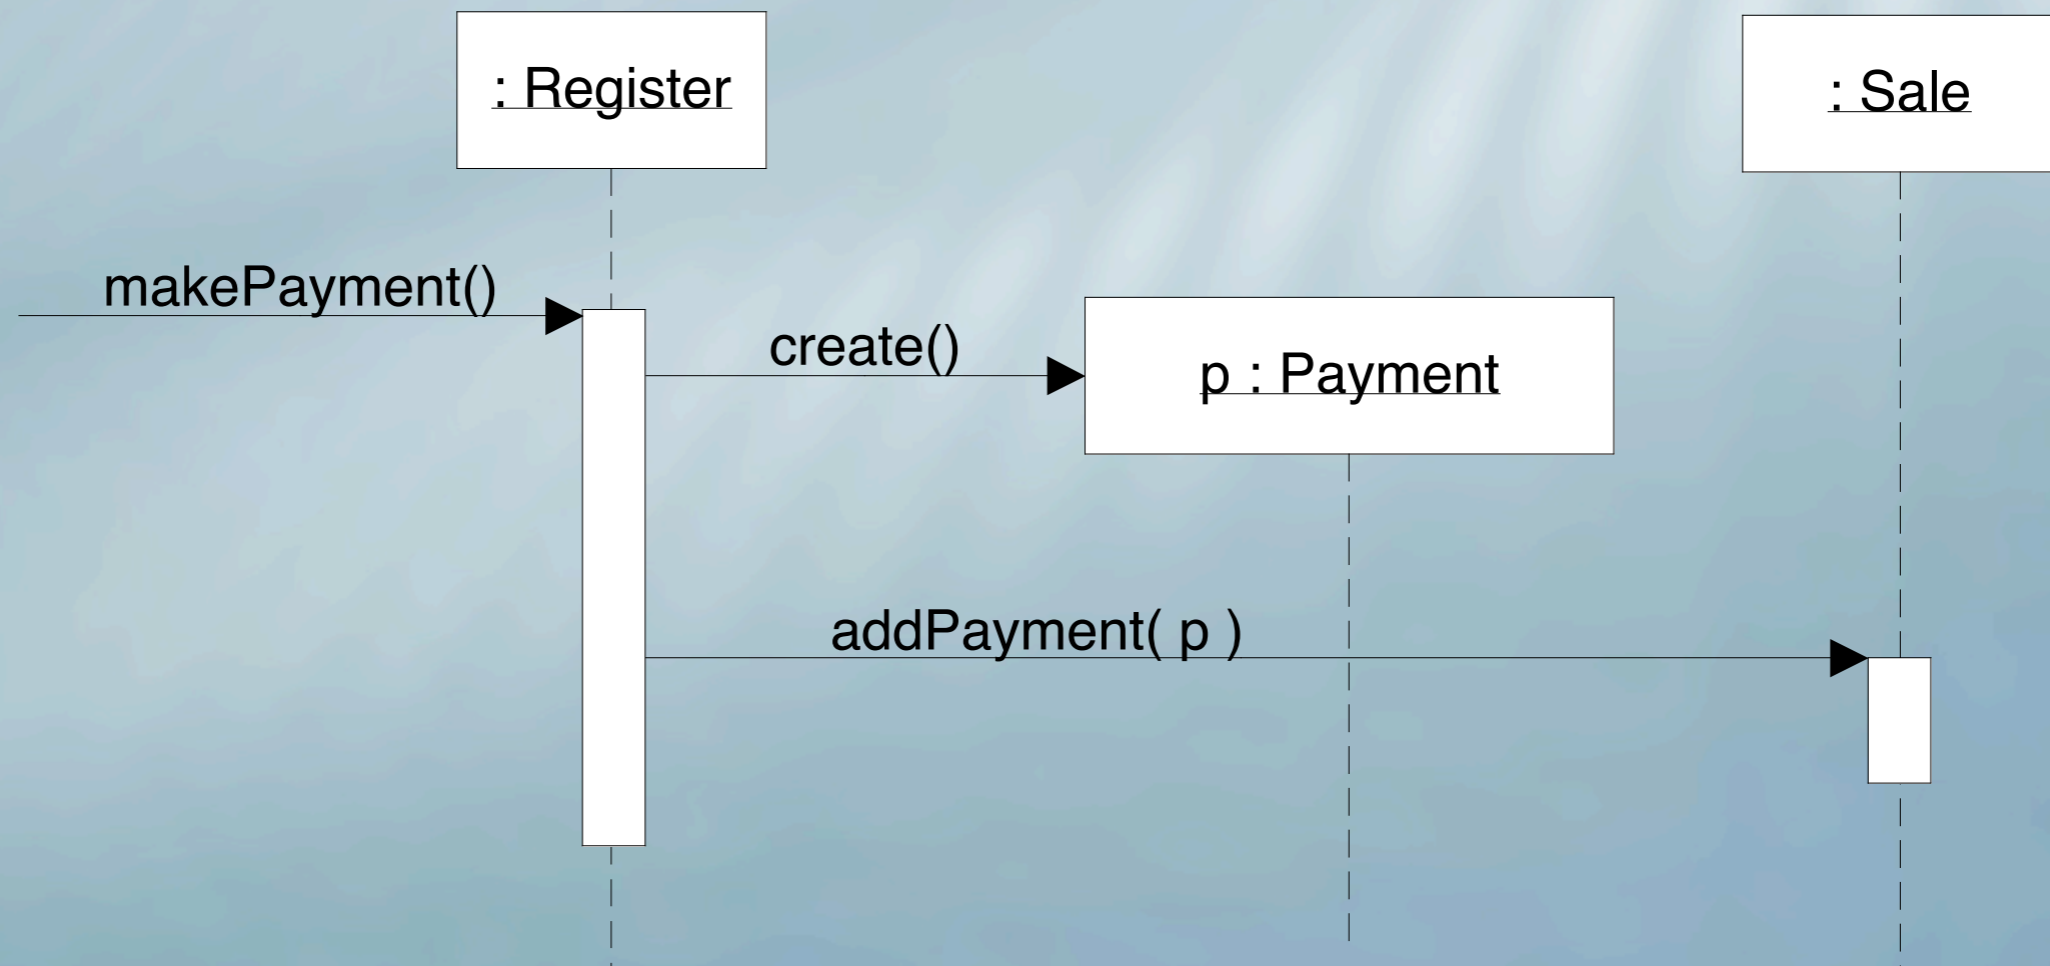 : Register
: Sale
makePayment()
create()
p : Payment
addPayment( p )